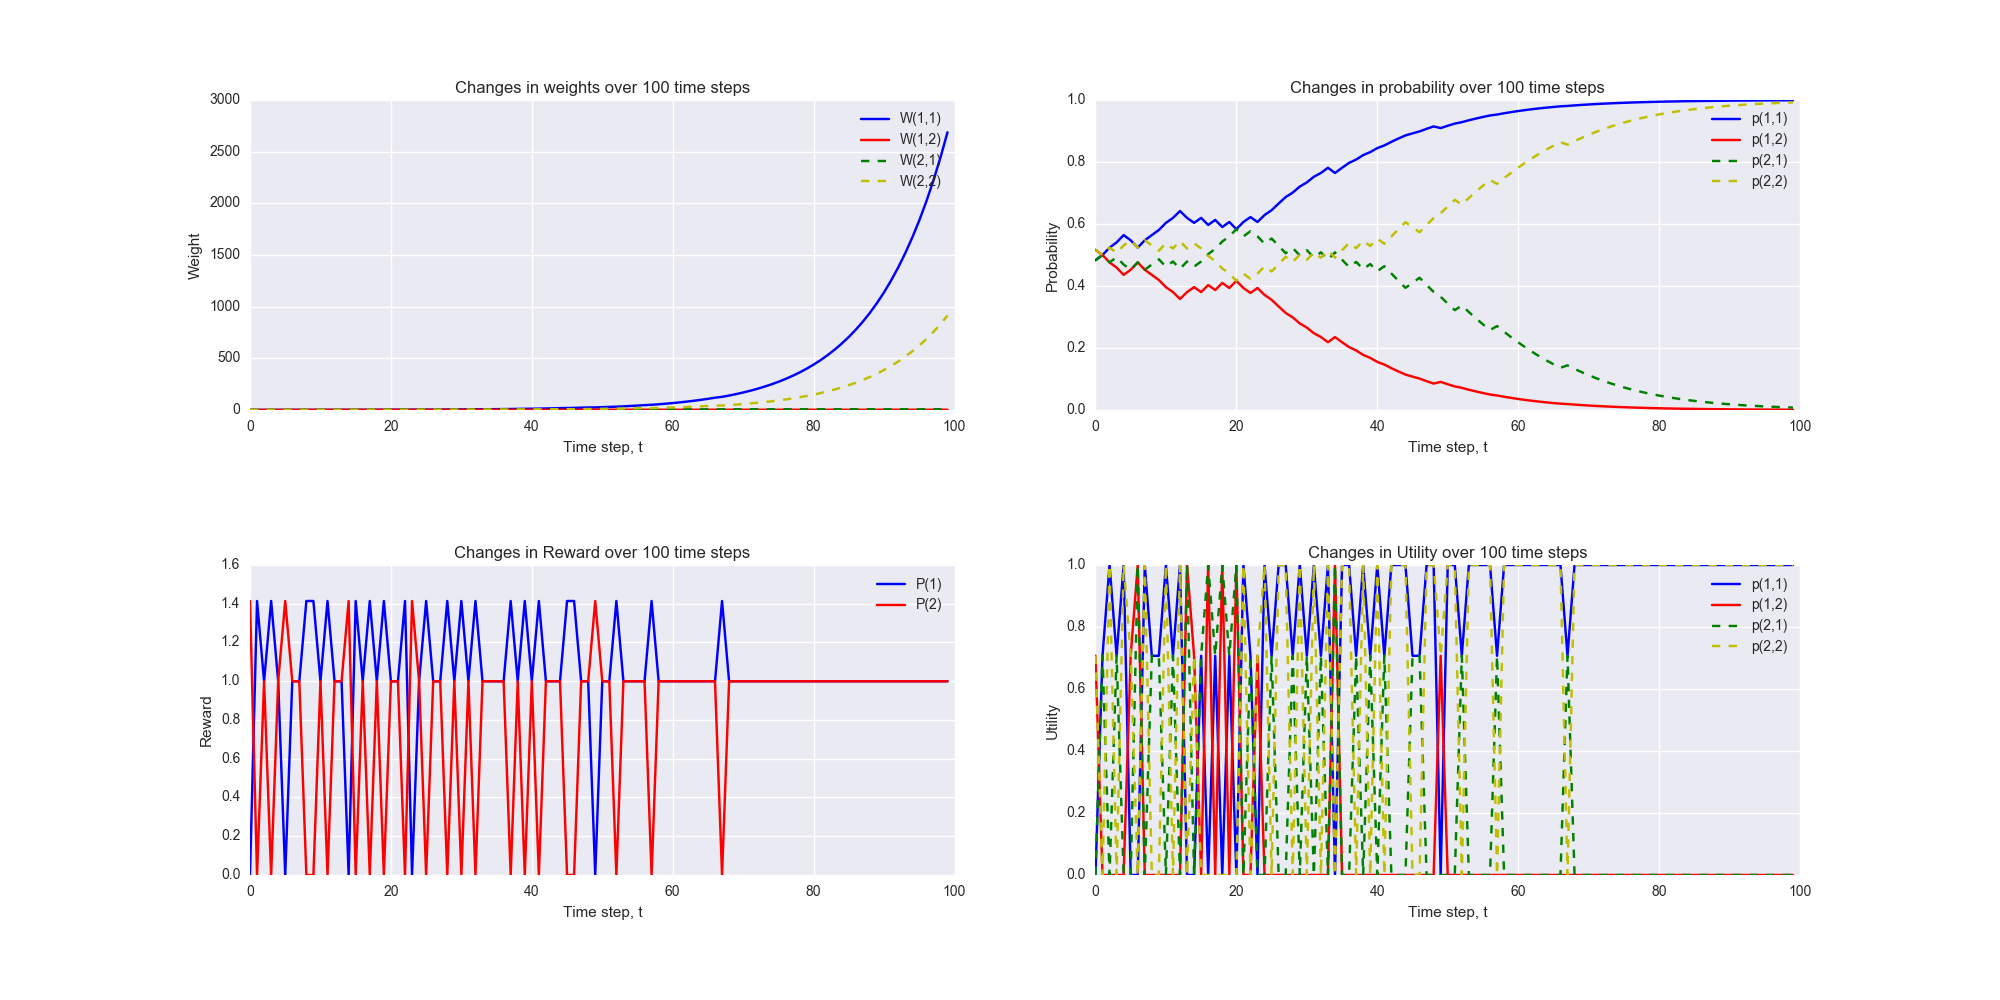 Changes in weights over 100 time steps
3000
2500
2000
1500
1000
500
0
Weight
W(1,1)
W(1,2)
W(2,1)
W(2,2)
0 20 40 60 80 100
Time step, t
Changes in probability over 100 time steps
1.0
0.8
0.6
0.4
0.2
0.0
Probability
p(1,1)
p(1,2)
p(2,1)
p(2,2)
0 20 40 60 80 100
Time step, t
Changes in Reward over 100 time steps
1.6
1.4
1.2
1.0
0.8
0.6
0.4
0.2
0.0
Reward
P(1)
P(2)
0 20 40 60 80 100
Time step, t
Changes in Utility over 100 time steps
1.0
0.8
0.6
0.4
0.2
0.0
Utility
p(1,1)
p(1,2)
p(2,1)
p(2,2)
0 20 40 60 80 100
Time step, t